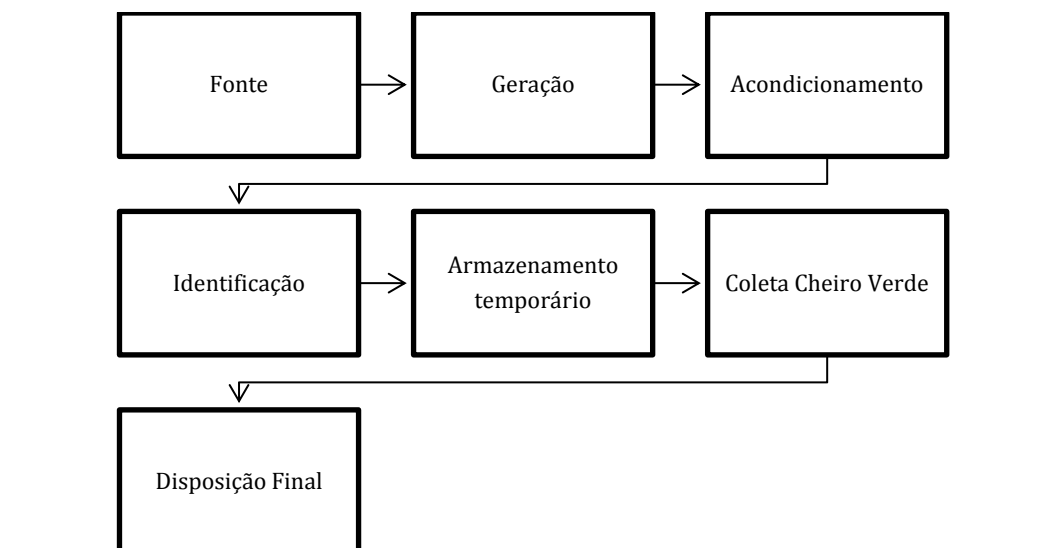 Fonte
Geração
Acondicionamento
Identificação
Armazenamento
temporário
Coleta Cheiro Verde
Disposição Final